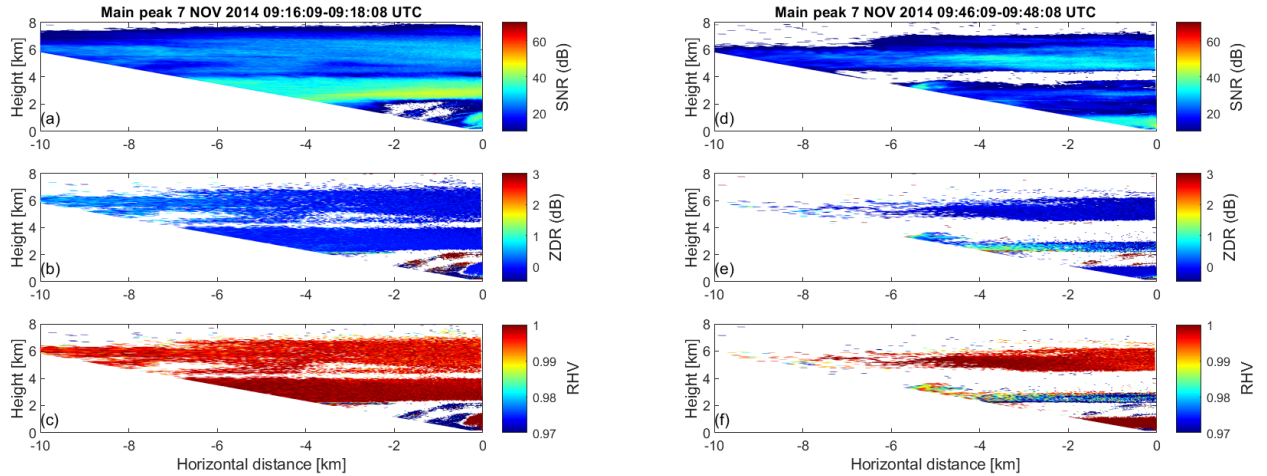 Main peak 7 NOV 2014 09:16:09-09:18:08 UTC
8
6
4
2
0
Height [km]
(a)
-10 -8 -6 -4 -2 0
60
40
20
SNR (dB)
8
6
4
2
0
Height [km]
(b)
-10 -8 -6 -4 -2 0
3
2
1
0
ZDR (dB)
8
6
4
2
0
Height [km]
(c)
-10 -8 -6 -4 -2 0
Horizontal distance [km]
1
0.99
0.98
0.97
RHV
Main peak 7 NOV 2014 09:46:09-09:48:08 UTC
8
6
4
2
0
Height [km]
(d)
-10 -8 -6 -4 -2 0
60
40
20
SNR (dB)
8
6
4
2
0
Height [km]
(e)
-10 -8 -6 -4 -2 0
3
2
1
0
ZDR (dB)
8
6
4
2
0
Height [km]
(f)
-10 -8 -6 -4 -2 0
Horizontal distance [km]
1
0.99
0.98
0.97
RHV